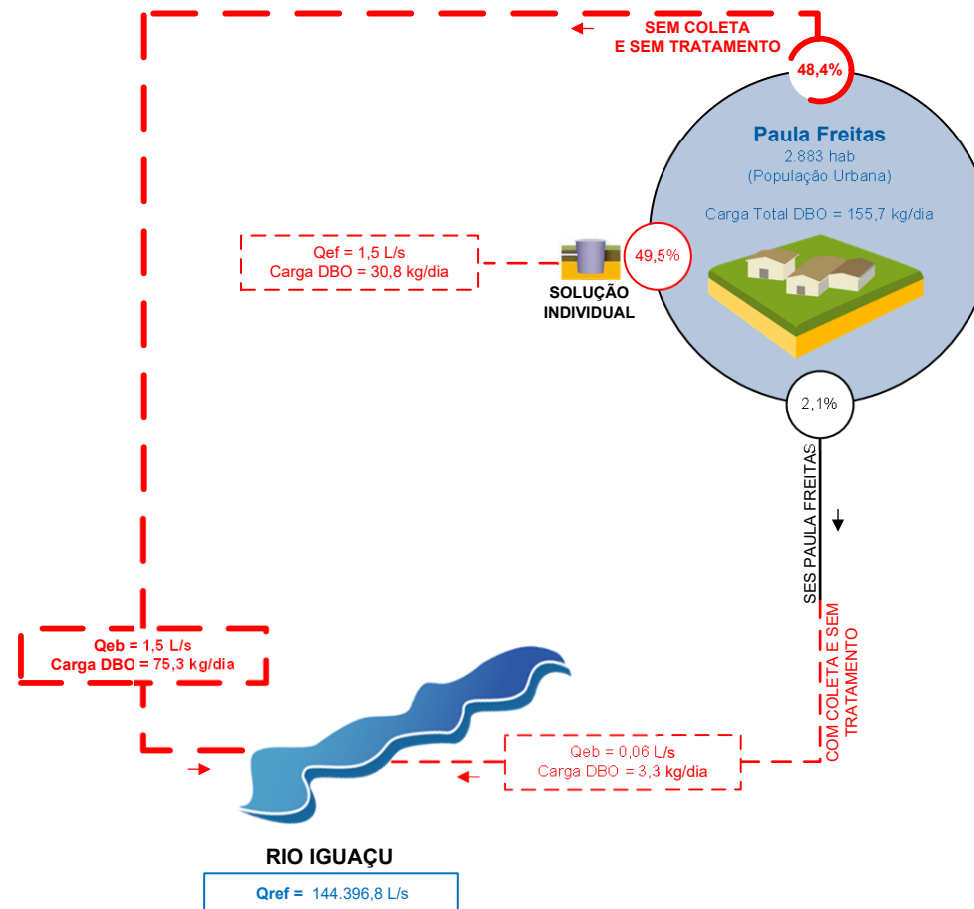 SEM COLETA
E SEM TRATAMENTO
48,4%
Paula Freitas
2.883 hab
(População Urbana)
Carga Total DBO = 155,7 kg/dia
Qef = 1,5 L/s
Carga DBO = 30,8 kg/dia
49,5%
SOLUÇÃO
INDIVIDUAL
2,1%
SES PAULA FREITAS
COM COLETA E SEM
TRATAMENTO
Qeb = 1,5 L/s
Carga DBO = 75,3 kg/dia
Qeb = 0,06 L/s
Carga DBO = 3,3 kg/dia
RIO IGUAÇU
Qref = 144.396,8 L/s